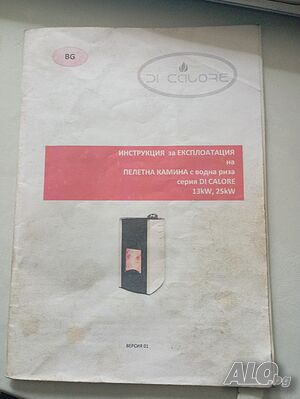 BG
DI CALORE
ИНСТРУКЦИЯ за ЕКСПЛОАТАЦИЯ
на
ПЕЛЕТНА КАМИНА с водна риза
серия DI CALORE
13kW, 25kW
ВЕРСИЯ 01
ALO.bg